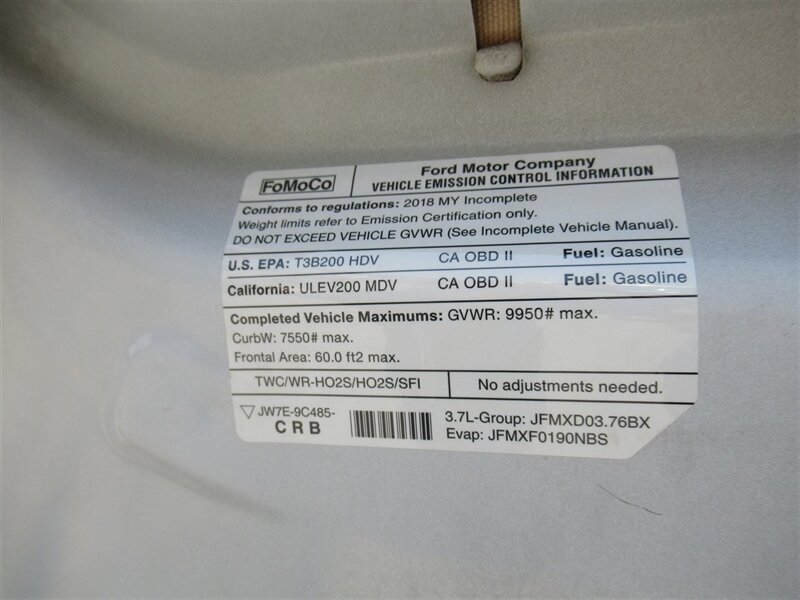 FoMoCo
Ford Motor Company
VEHICLE EMISSION CONTROL INFORMATION
Conforms to regulations: 2018 MY Incomplete
Weight limits refer to Emission Certification only.
DO NOT EXCEED VEHICLE GVWR (See Incomplete Vehicle Manual).
U.S. EPA: T3B200 HDV CA OBD II Fuel: Gasoline
California: ULEV200 MDV CA OBD II Fuel: Gasoline
Completed Vehicle Maximums: GVWR: 9950# max.
CurbW: 7550# max.
Frontal Area: 60.0 ft2 max.
TWC/WR-HO2S/HO2S/SFI No adjustments needed.
JW7E-9C485-
C R B
3.7L-Group: JFMXD03.76BX
Evap: JFMXF0190NBS